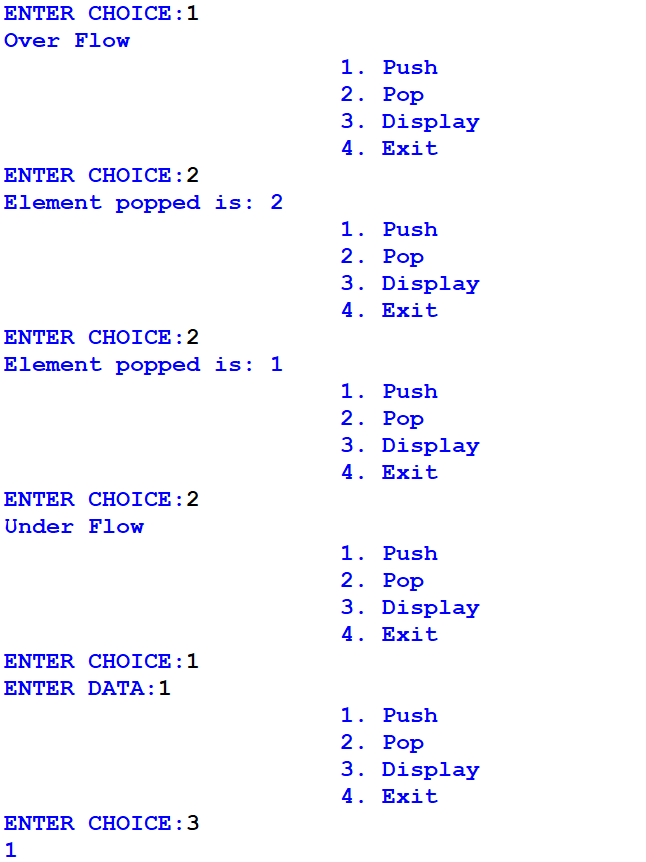 ENTER CHOICE:1
Over Flow
1. Push
2. Pop
3. Display
4. Exit
ENTER CHOICE:2
Element popped is: 2
1. Push
2. Pop
3. Display
4. Exit
ENTER CHOICE:2
Element popped is: 1
1. Push
2. Pop
3. Display
4. Exit
ENTER CHOICE:2
Under Flow
1. Push
2. Pop
3. Display
4. Exit
ENTER CHOICE:1
ENTER DATA:1
1. Push
2. Pop
3. Display
4. Exit
ENTER CHOICE:3
1